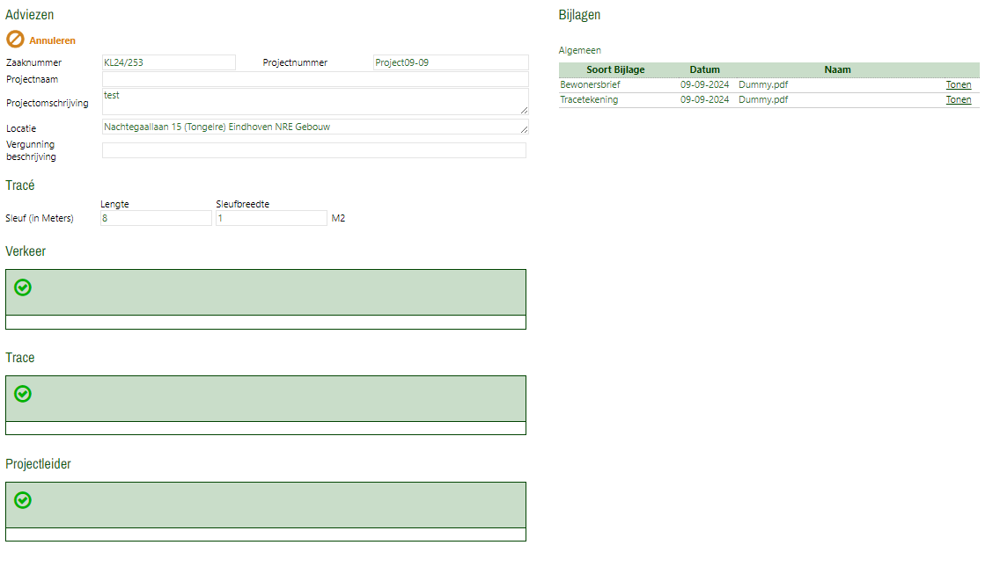 Adviezen
Annuleren
Zaaknummer KL24/253 Projectnummer Project09-09
Projectnaam
Projectomschrijving test
Locatie Nachtegaallaan 15 (Tongelre) Eindhoven NRE Gebouw
Vergunning
beschrijving
Tracé
Lengte Sleufbreedte
Sleuf (in Meters) 8 1 M2
Verkeer
Trace
Projectleider
Bijlagen
Algemeen
Soort Bijlage Datum Naam
Bewonersbrief 09-09-2024 Dummy.pdf Tonen
Tracetekening 09-09-2024 Dummy.pdf Tonen